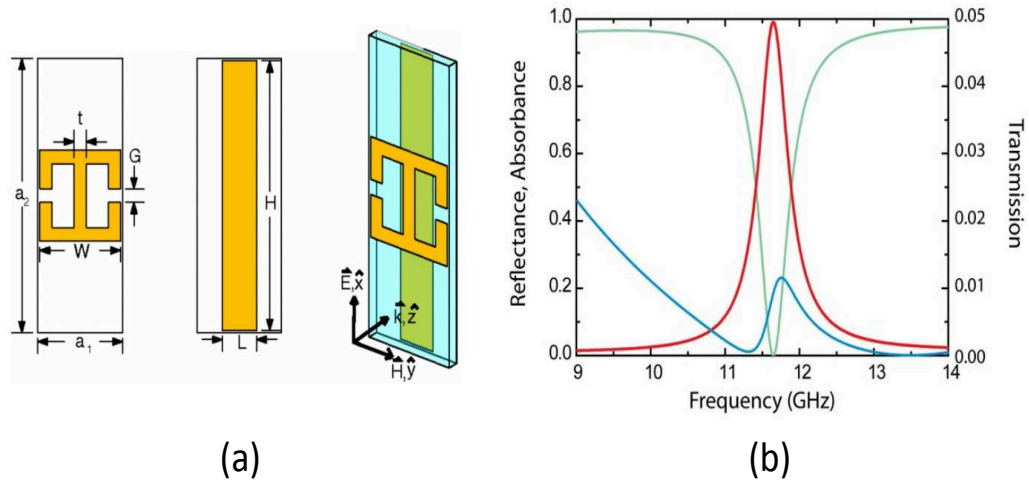 t
G
a2
W
a1
H
L
E,x̂
k,ẑ
H,ŷ
(a)
1.0
0.8
0.6
0.4
0.2
0.0
Reflectance, Absorbance
9
10
11
12
13
14
Frequency (GHz)
0.05
0.04
0.03
0.02
0.01
0.00
Transmission
(b)